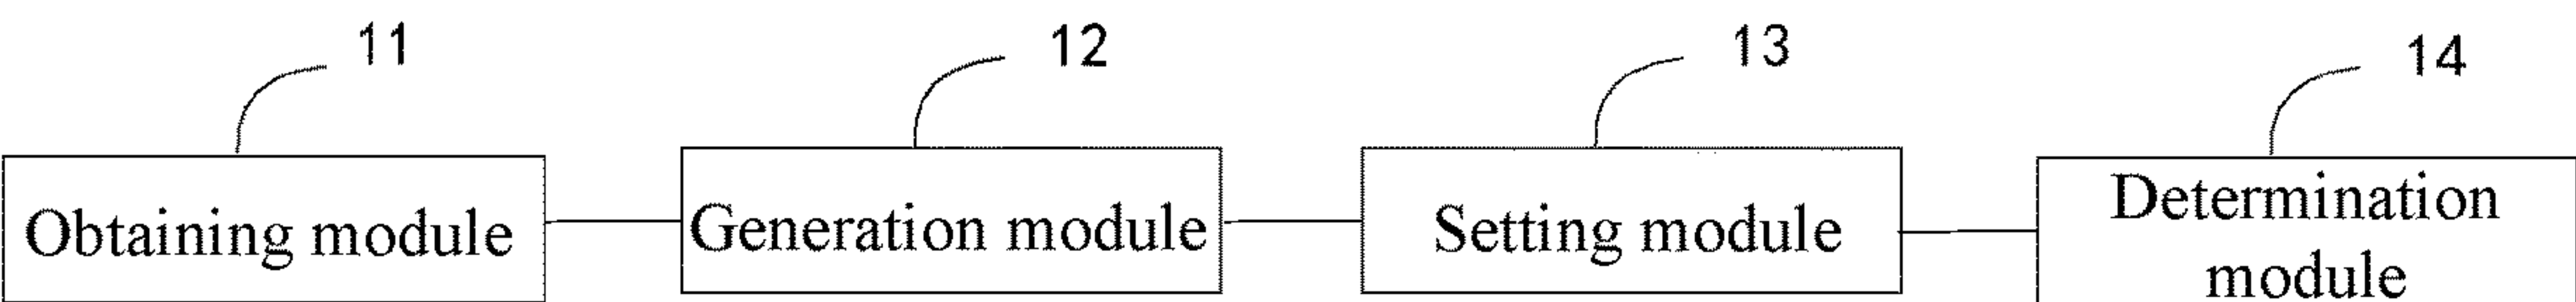 11
12
13
14
Obtaining module
Generation module
Setting module
Determination
module